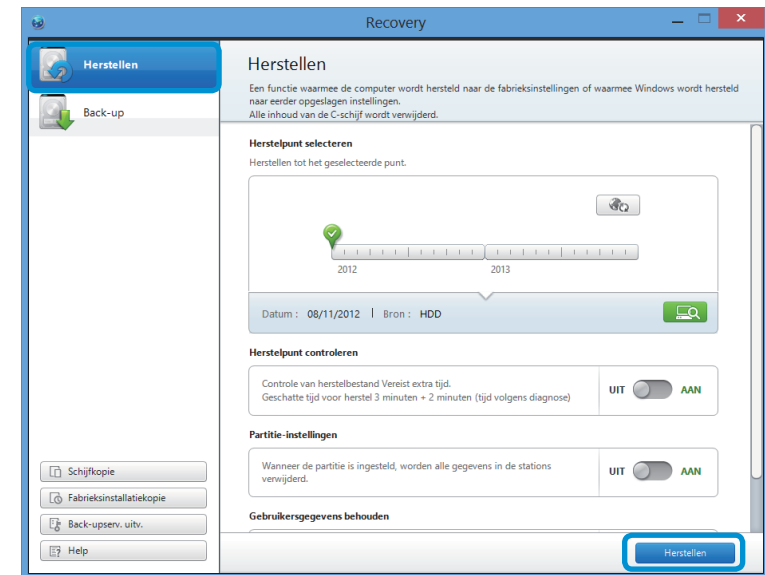 Recovery
Herstellen
Back-up
Schijfkopie
Fabrieksinstallatiekopie
Back-upserv. uitv.
Help
Herstellen
Een functie waarmee de computer wordt hersteld naar de fabrieksinstellingen of waarmee Windows wordt hersteld
naar eerder opgeslagen instellingen.
Alle inhoud van de C-schijf wordt verwijderd.
Herstelpunt selecteren
Herstellen tot het geselecteerde punt.
2012 2013
Datum : 08/11/2012 | Bron : HDD
Herstelpunt controleren
Controle van herstelbestand Vereist extra tijd.
Geschatte tijd voor herstel 3 minuten + 2 minuten (tijd volgens diagnose)
UIT AAN
Partitie-instellingen
Wanneer de partitie is ingesteld, worden alle gegevens in de stations
verwijderd.
UIT AAN
Gebruikersgegevens behouden
Herstellen